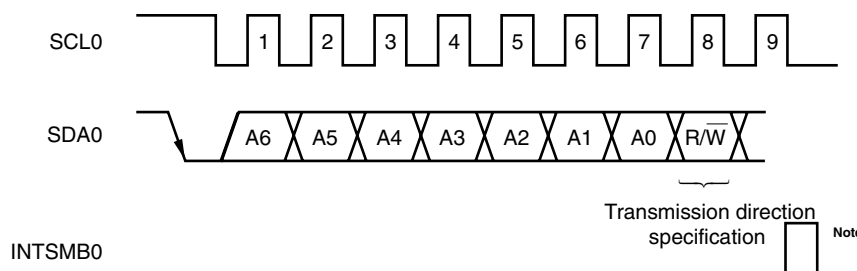 SCL0
1 2 3 4 5 6 7 8 9
SDA0
A6 A5 A4 A3 A2 A1 A0 R/W̅
Transmission direction
specification
Note
INTSMB0